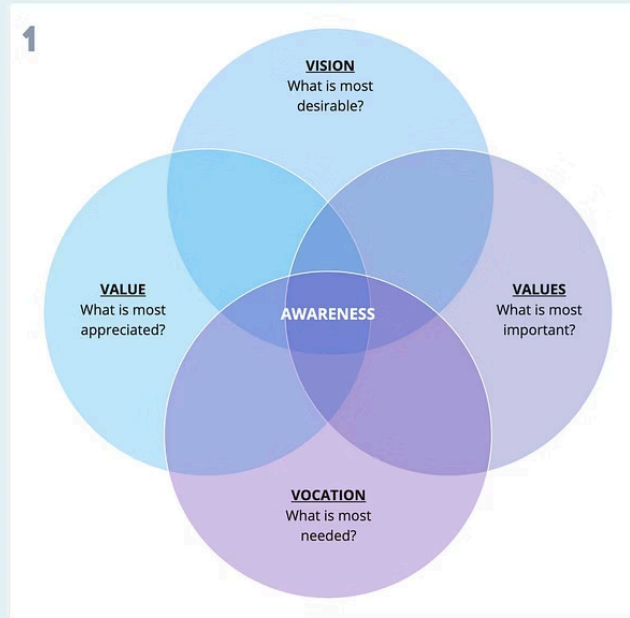 1
VISION
What is most
desirable?
VALUE
What is most
appreciated?
VALUES
What is most
important?
AWARENESS
VOCATION
What is most
needed?